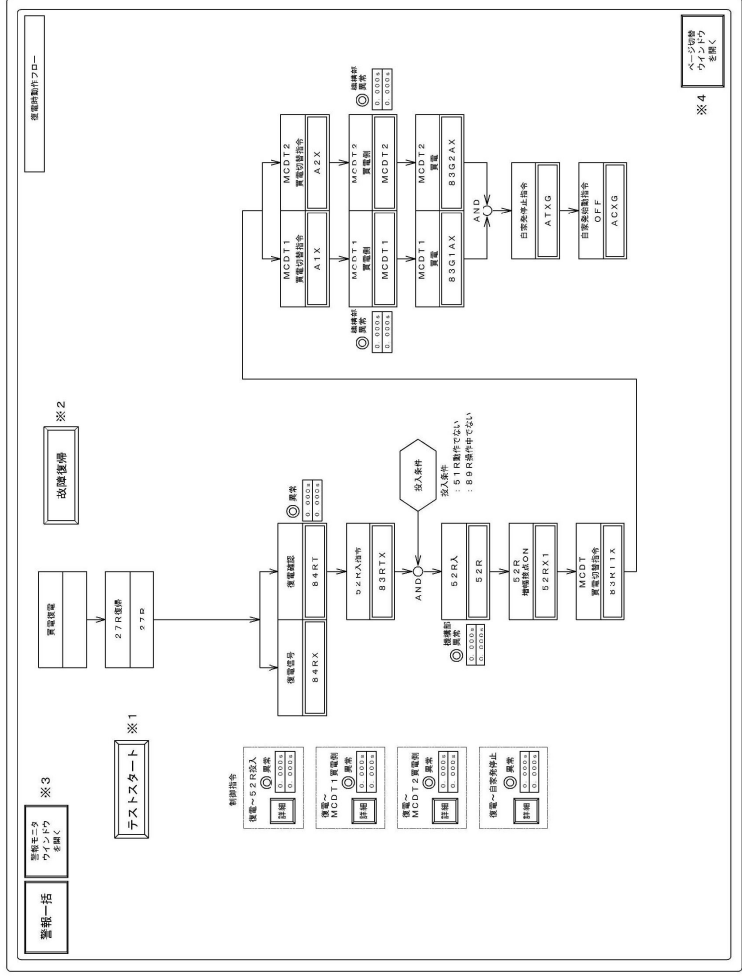 警報一括
警報モニタ
ウインドウ
を開く
※3
復電時動作フロー
テストスタート
※1
故障復帰
※2
買電復電
27R復帰
27R
制御指令
復電～52R投入
詳細
異常
0.000s
0.000s
復電～
MCDT1買電側
詳細
異常
0.000s
0.000s
復電～
MCDT2買電側
詳細
異常
0.000s
0.000s
復電～自家発停止
詳細
異常
0.000s
0.000s
復電信号
84RX
復電確認
84RT
異常
0.000s
0.000s
52R入指令
83RTX
AND
投入条件
投入条件
:51R動作でない
:89R操作中でない
機構部
異常
0.000s
0.000s
52R入
52R
52R
増幅接点ON
52RX1
MCDT
買電切替指令
83R11X
MCDT1
買電切替指令
A1X
MCDT2
買電切替指令
A2X
機構部
異常
0.000s
0.000s
MCDT1
買電側
MCDT1
MCDT2
買電側
MCDT2
機構部
異常
0.000s
0.000s
MCDT1
買電
83G1AX
MCDT2
買電
83G2AX
AND
自家発停止指令
ATXG
自家発始動指令
OFF
ACXG
※4
ページ切替
ウインドウ
を開く